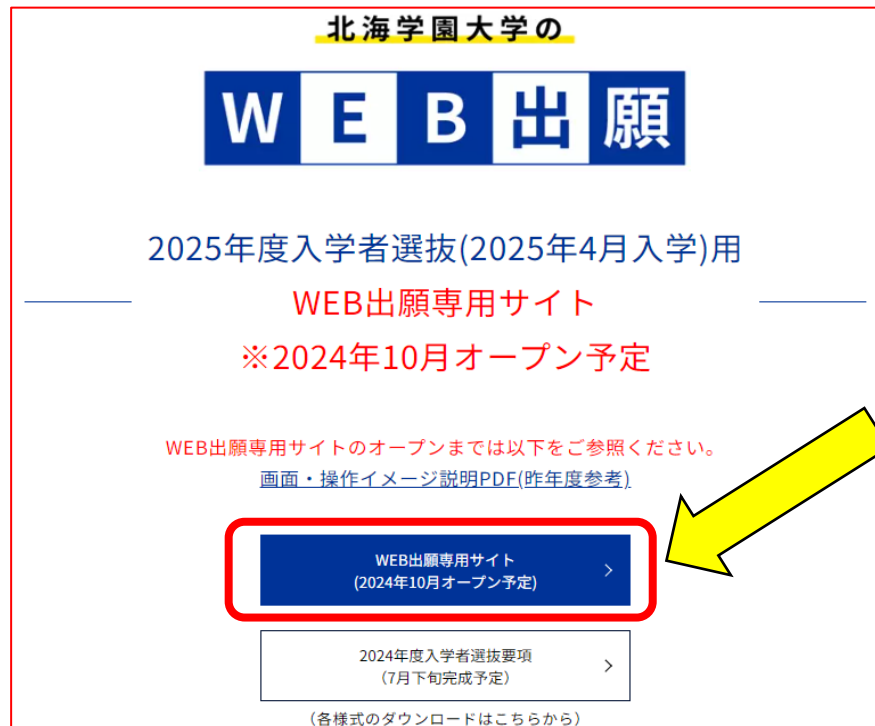 北海学園大学の
WEB出願
2025年度入学者選抜(2025年4月入学)用
WEB出願専用サイト
※2024年10月オープン予定
WEB出願専用サイトのオープンまでは以下をご参照ください。
画面・操作イメージ説明PDF(昨年度参考)
WEB出願専用サイト
(2024年10月オープン予定)
2024年度入学者選抜要項
（7月下旬完成予定）
（各様式のダウンロードはこちらから）